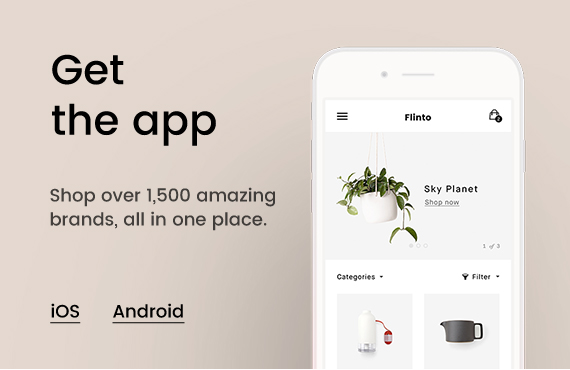 Get
the app
Shop over 1,500 amazing
brands, all in one place.
iOS Android
Flinto
2
Sky Planet
Shop now
1 of 3
Categories
Filter